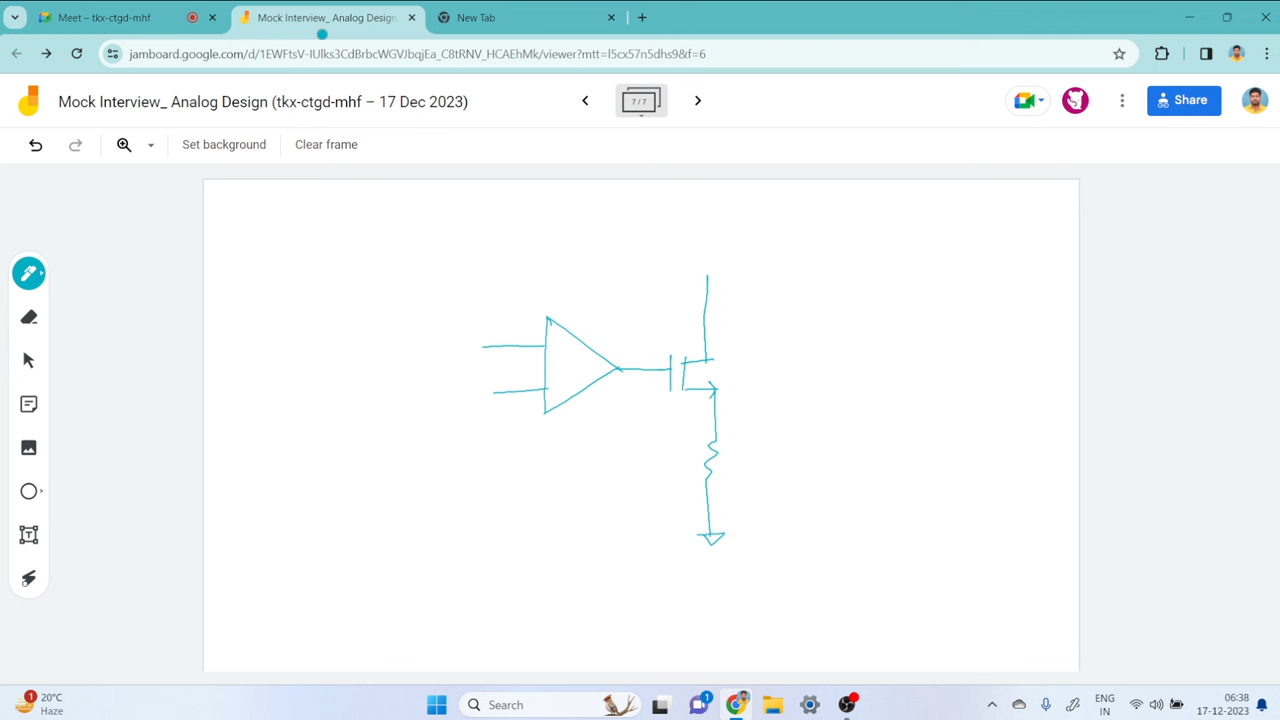 Meet – tkx-ctgd-mhf
Mock Interview_ Analog Design
New Tab
jamboard.google.com/d/1EWFtsV-IUlks3CdBrbcWGVJbqjEa_C8tRNV_HCAEhMk/viewer?mtt=l5cx57n5dhs9&f=6
Mock Interview_ Analog Design (tkx-ctgd-mhf – 17 Dec 2023)
7 / 7
Share
Set background
Clear frame
1
20°C
Haze
Search
1
ENG
IN
06:38
17-12-2023